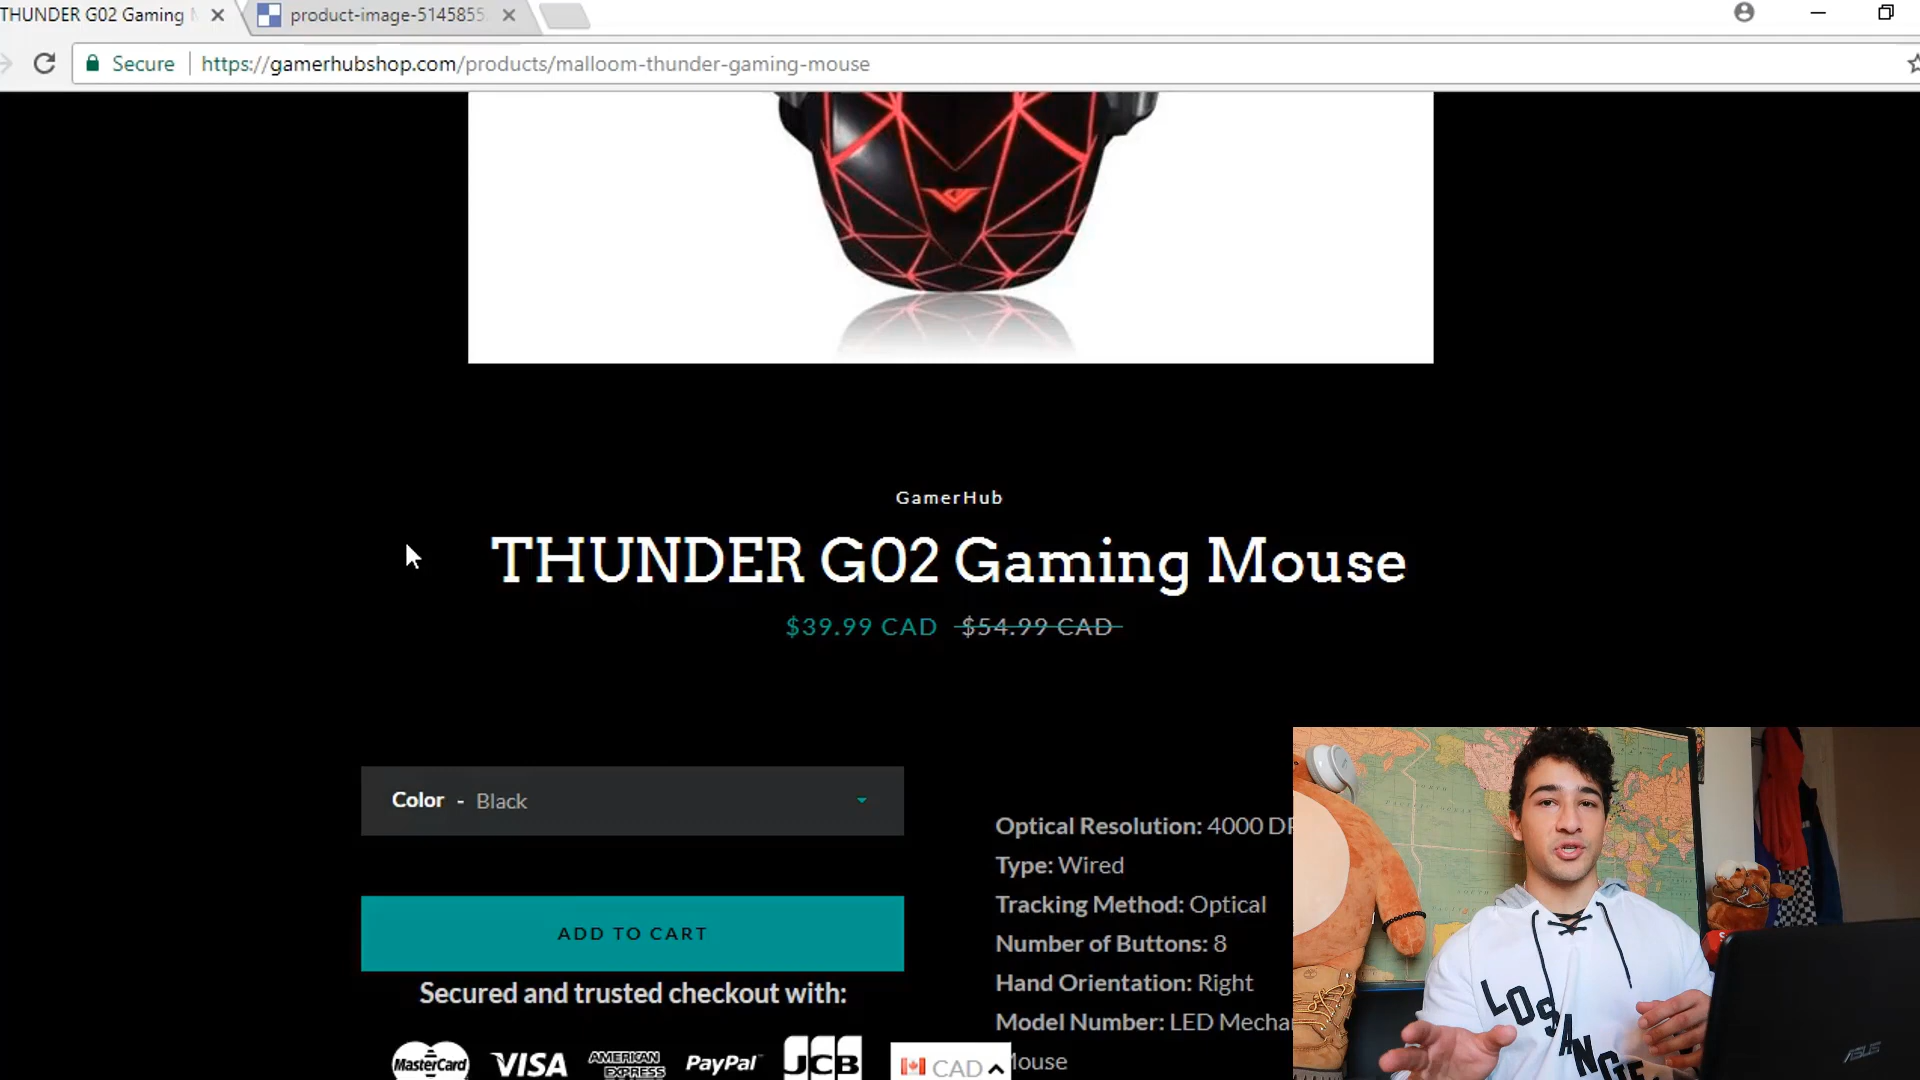 THUNDER G02 Gaming
product-image-5145855
Secure
https://gamerhubshop.com/products/malloom-thunder-gaming-mouse
GamerHub
THUNDER G02 Gaming Mouse
$39.99 CAD $54.99 CAD
Color - Black
ADD TO CART
Secured and trusted checkout with:
MasterCard VISA AMERICAN EXPRESS PayPal JCB
CAD
Optical Resolution: 4000
Type: Wired
Tracking Method: Optical
Number of Buttons: 8
Hand Orientation: Right
Model Number: LED
Mouse
LOS
ASUS